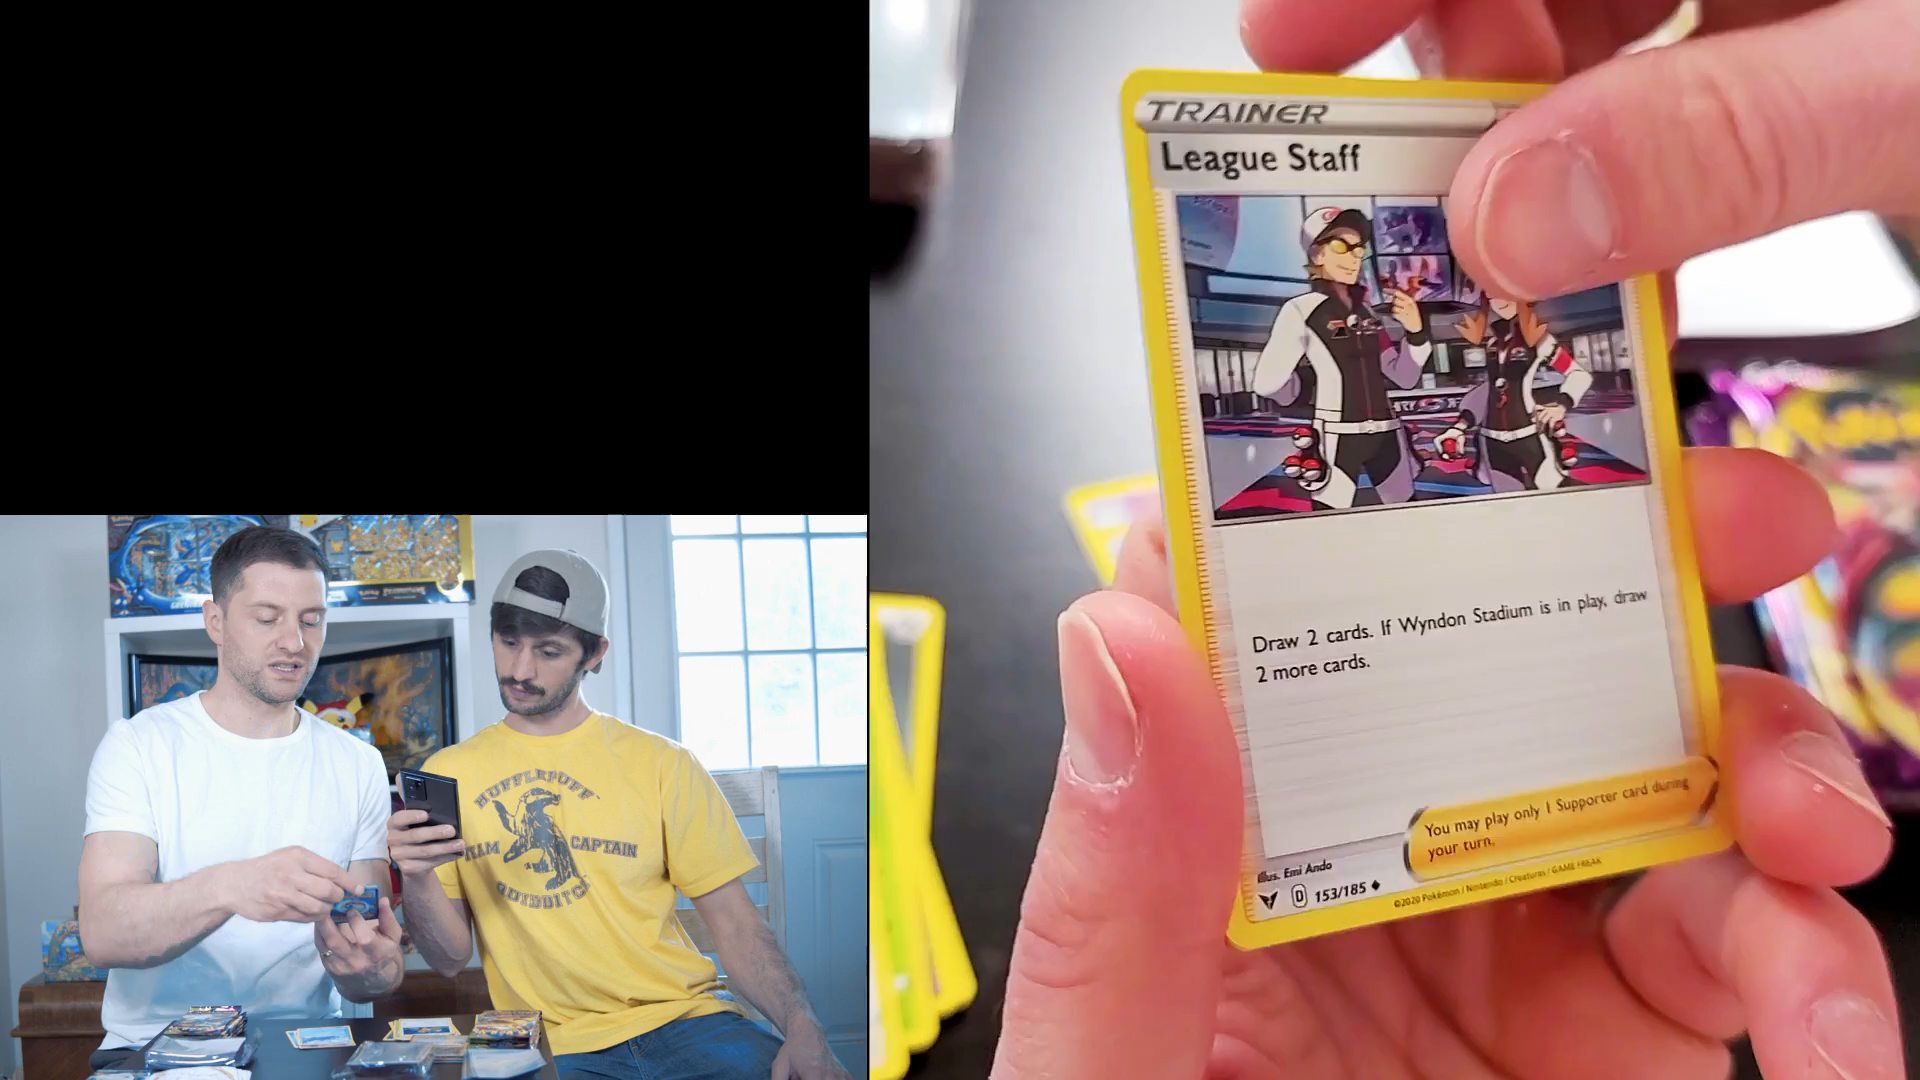 TRAINER
League Staff
Draw 2 cards. If Wyndon Stadium is in play, draw
2 more cards.
You may play only 1 Supporter card during
your turn.
Illus. Emi Ando
D 153/185
©2020 Pokémon / Nintendo / Creatures / GAME FREAK
HUFFLEPUFF
TEAM CAPTAIN
QUIDDITCH